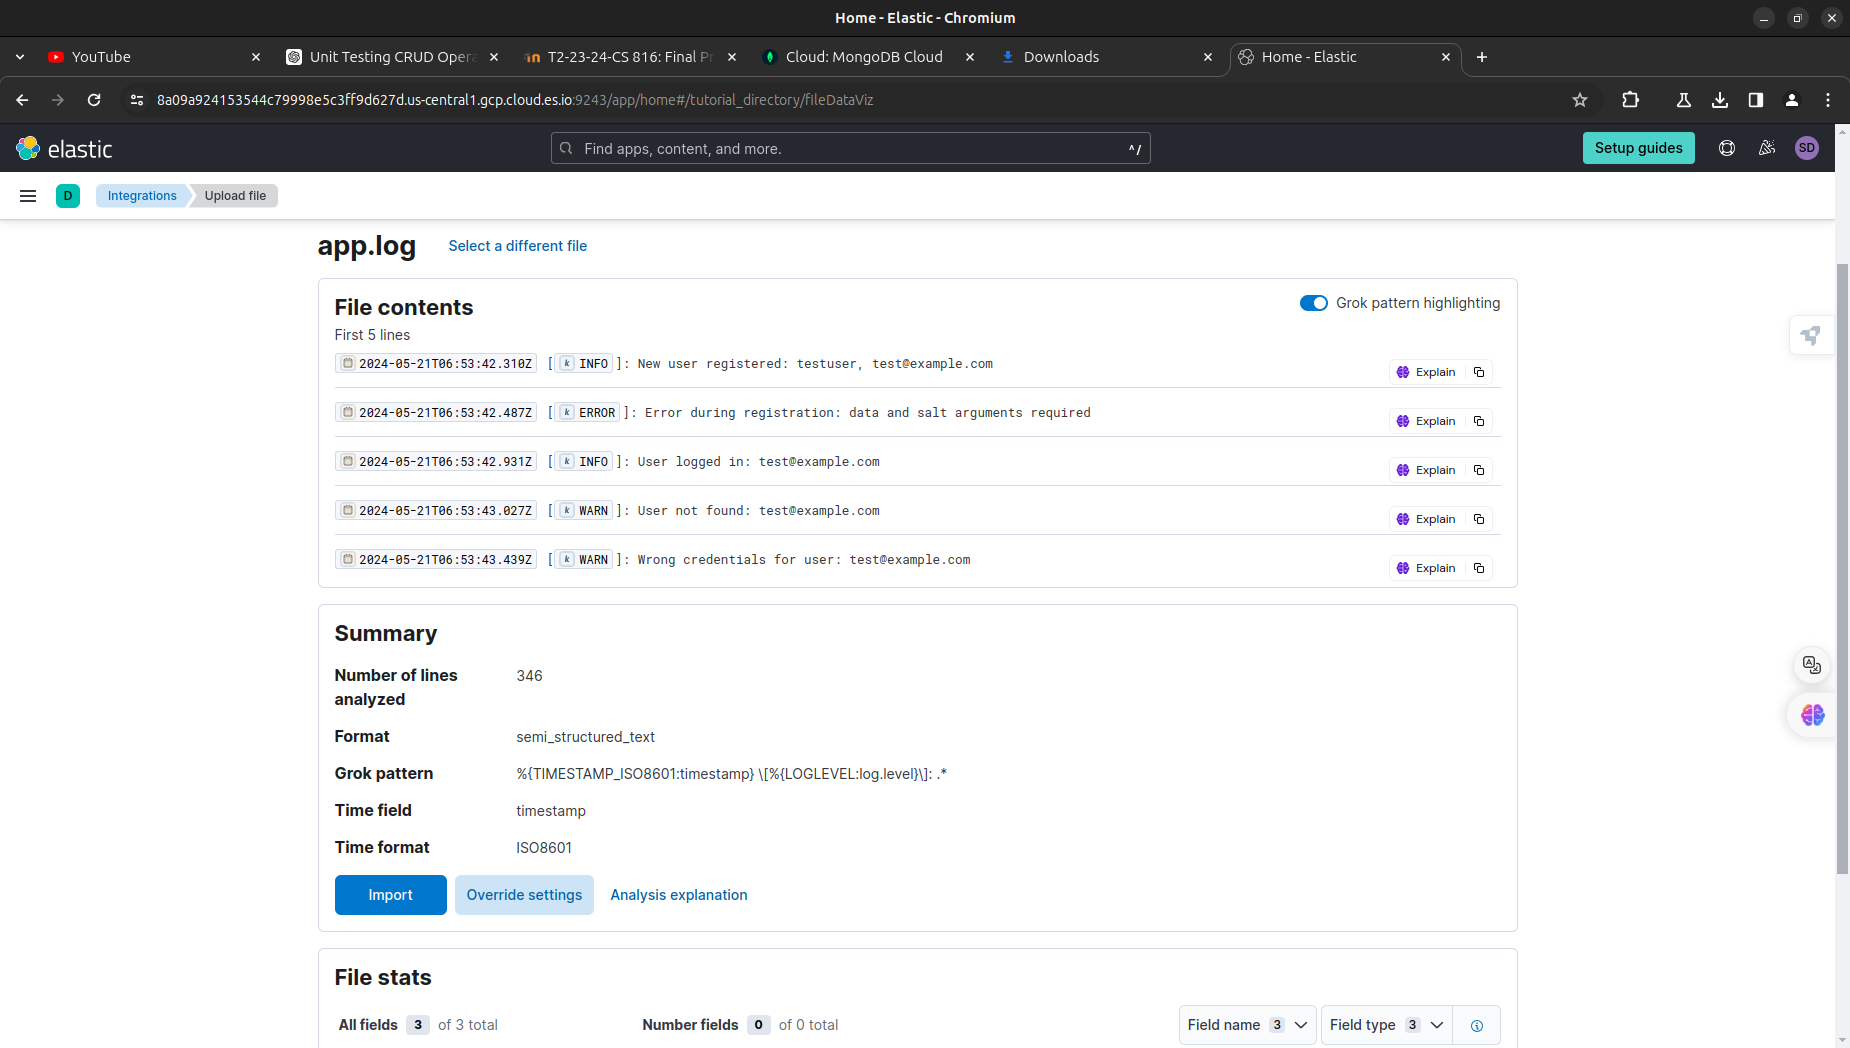 Home - Elastic - Chromium
YouTube
Unit Testing CRUD Opera
T2-23-24-CS 816: Final Pr
Cloud: MongoDB Cloud
Downloads
Home - Elastic
8a09a924153544c79998e5c3ff9d627d.us-central1.gcp.cloud.es.io:9243/app/home#/tutorial_directory/fileDataViz
elastic
Find apps, content, and more.
^/
Setup guides
SD
D
Integrations
Upload file
app.log
Select a different file
File contents
Grok pattern highlighting
First 5 lines
2024-05-21T06:53:42.310Z [k INFO]: New user registered: testuser, test@example.com
Explain
2024-05-21T06:53:42.487Z [k ERROR]: Error during registration: data and salt arguments required
Explain
2024-05-21T06:53:42.931Z [k INFO]: User logged in: test@example.com
Explain
2024-05-21T06:53:43.027Z [k WARN]: User not found: test@example.com
Explain
2024-05-21T06:53:43.439Z [k WARN]: Wrong credentials for user: test@example.com
Explain
Summary
Number of lines analyzed 346
Format semi_structured_text
Grok pattern %{TIMESTAMP_ISO8601:timestamp} \[%{LOGLEVEL:log.level}\]: .*
Time field timestamp
Time format ISO8601
Import
Override settings
Analysis explanation
File stats
All fields 3 of 3 total
Number fields 0 of 0 total
Field name 3
Field type 3